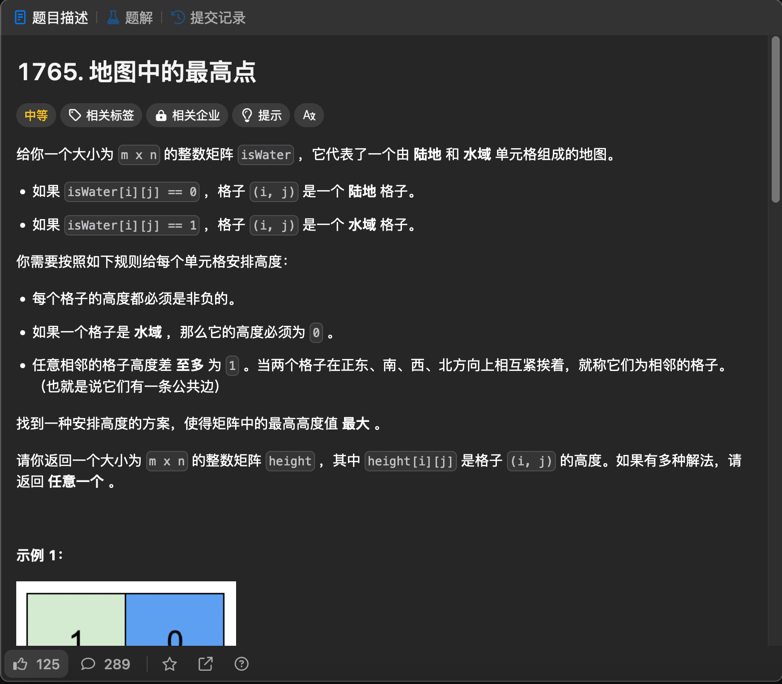 题目描述 | 题解 | 提交记录
1765. 地图中的最高点
中等 相关标签 相关企业 提示 Aא
给你一个大小为 m x n 的整数矩阵 isWater ，它代表了一个由 陆地 和 水域 单元格组成的地图。
• 如果 isWater[i][j] == 0 ，格子 (i, j) 是一个 陆地 格子。
• 如果 isWater[i][j] == 1 ，格子 (i, j) 是一个 水域 格子。
你需要按照如下规则给每个单元格安排高度：
• 每个格子的高度都必须是非负的。
• 如果一个格子是 水域 ，那么它的高度必须为 0 。
• 任意相邻的格子高度差 至多 为 1 。当两个格子在正东、南、西、北方向上相互紧挨着，就称它们为相邻的格子。
（也就是说它们有一条公共边）
找到一种安排高度的方案，使得矩阵中的最高高度值 最大 。
请你返回一个大小为 m x n 的整数矩阵 height ，其中 height[i][j] 是格子 (i, j) 的高度。如果有多种解法，请
返回 任意一个 。
示例 1：
1 0
125 289